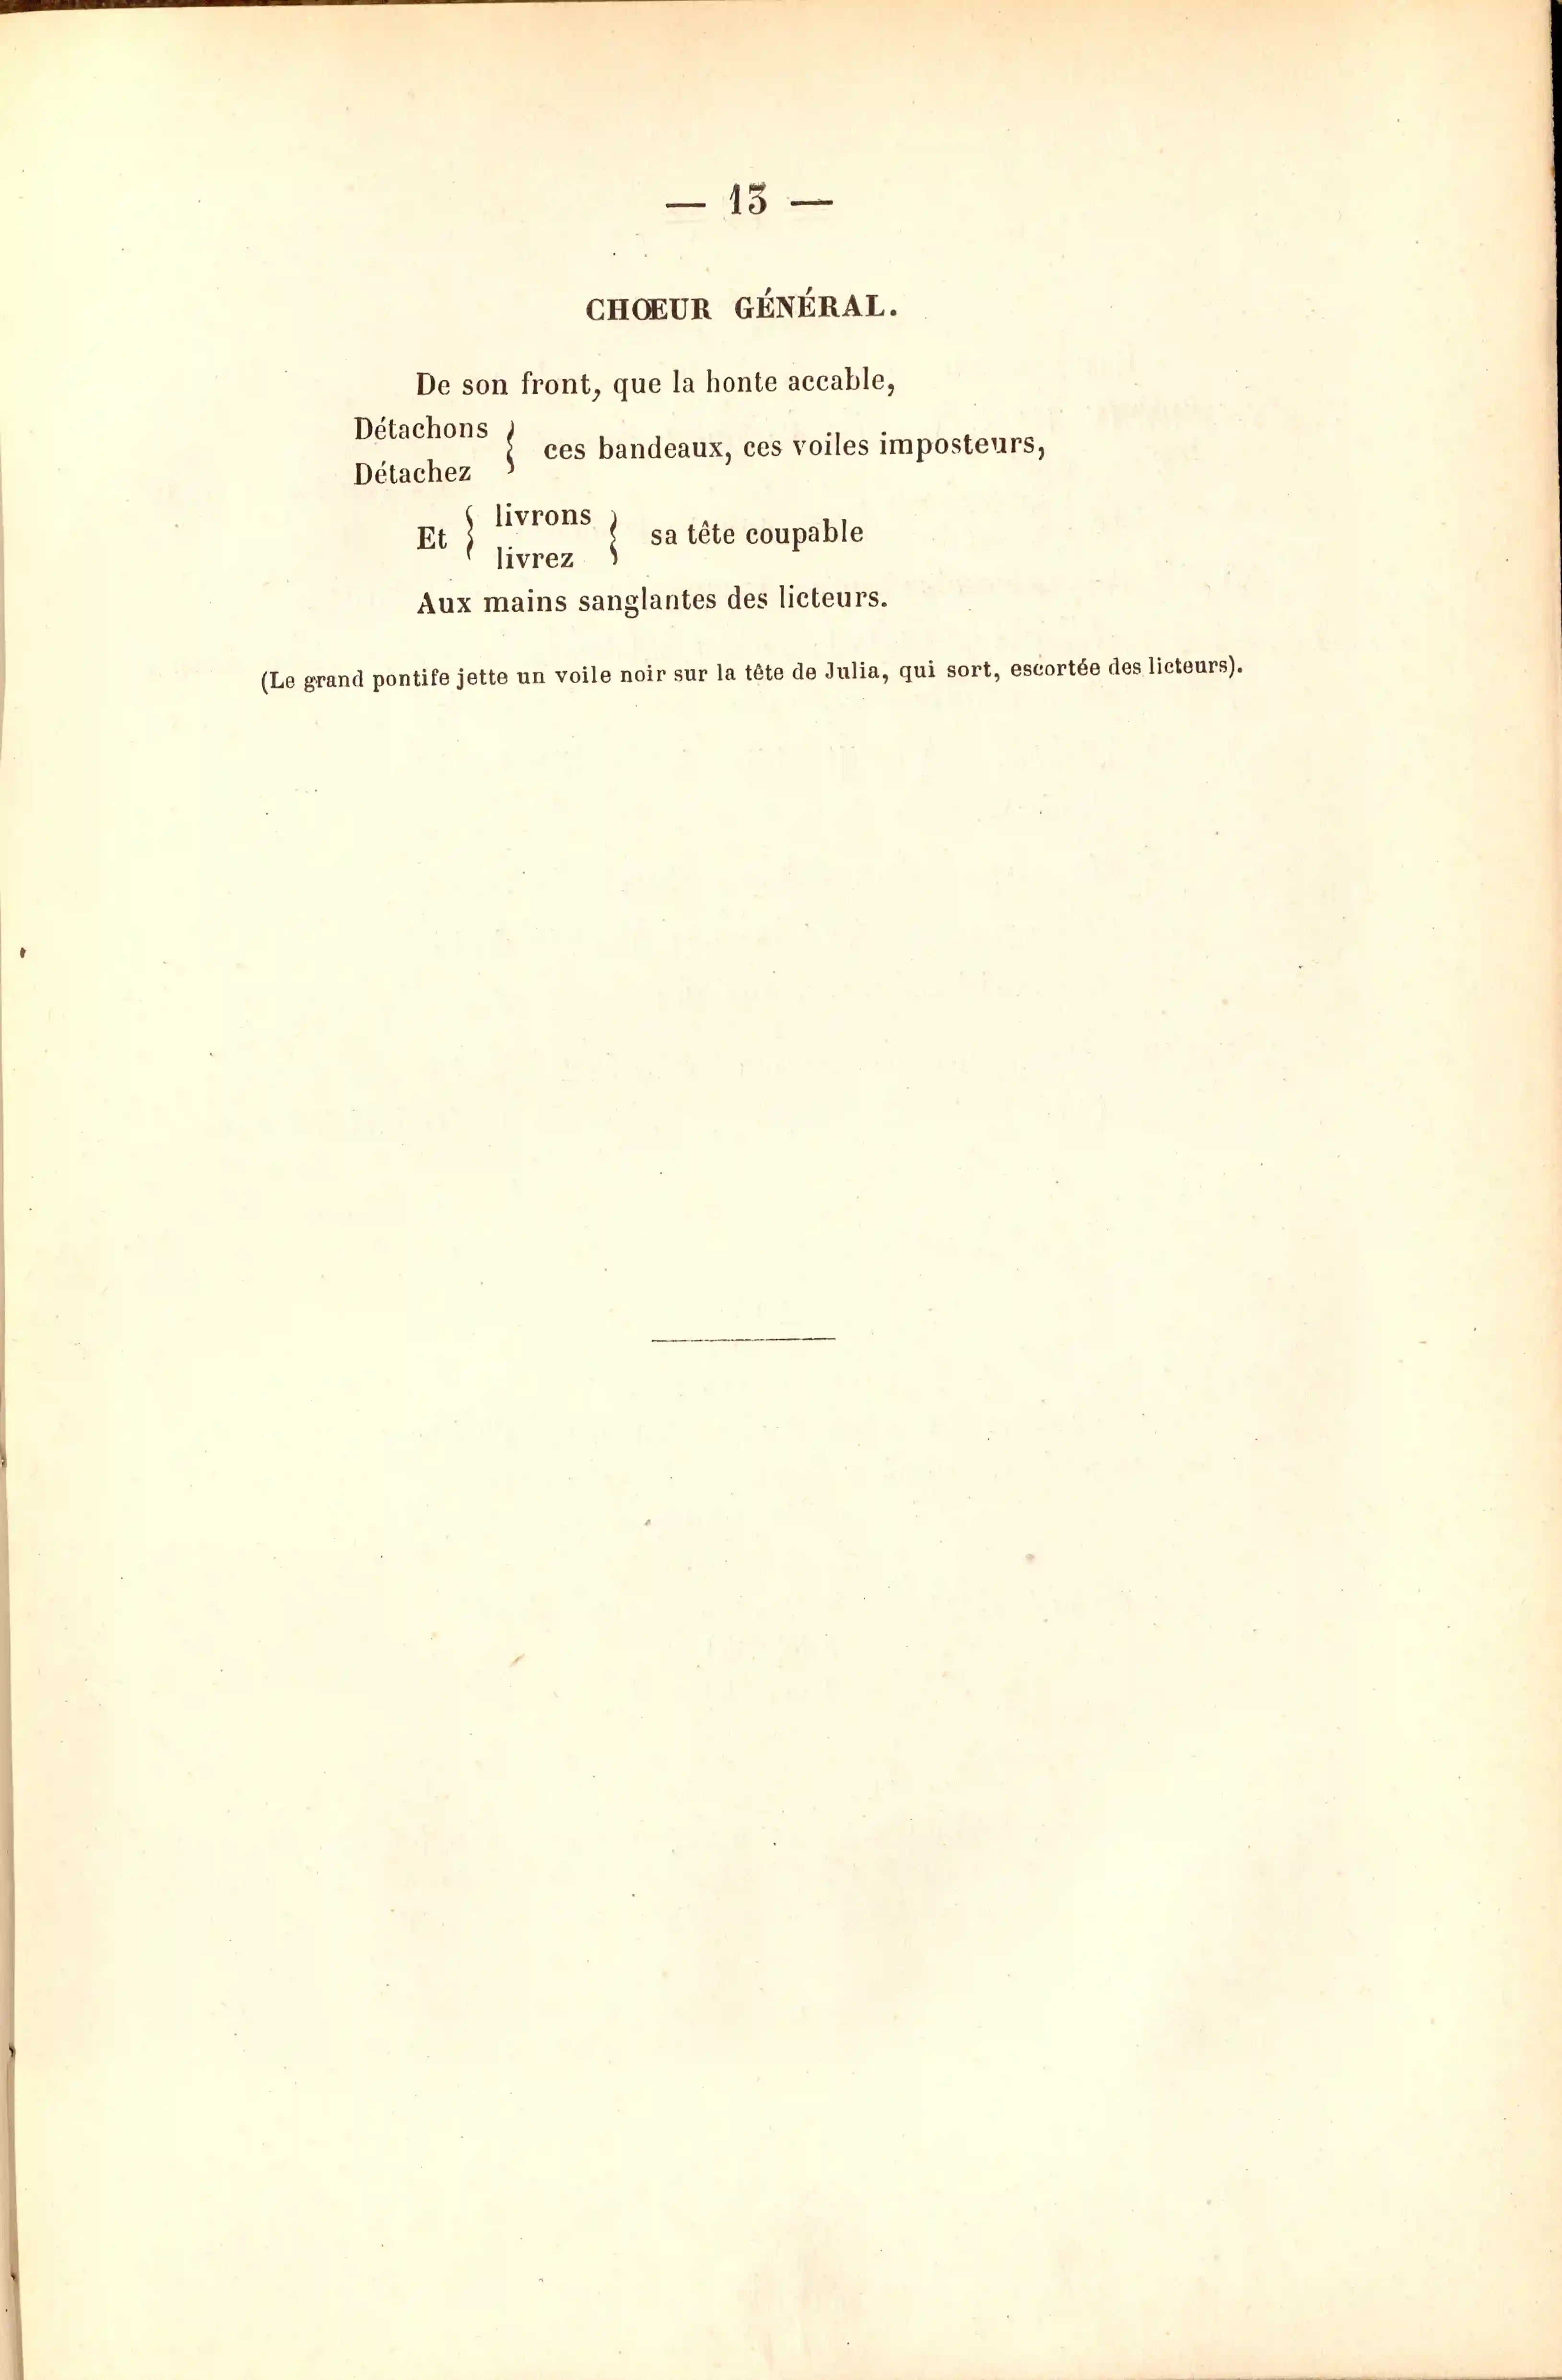 — 13 —
CHŒUR GÉNÉRAL.
De son front, que la honte accable,
Détachons
Détachez } ces bandeaux, ces voiles imposteurs,
Et { livrons
livrez } sa tête coupable
Aux mains sanglantes des licteurs.
(Le grand pontife jette un voile noir sur la tête de Julia, qui sort, escortée des licteurs).